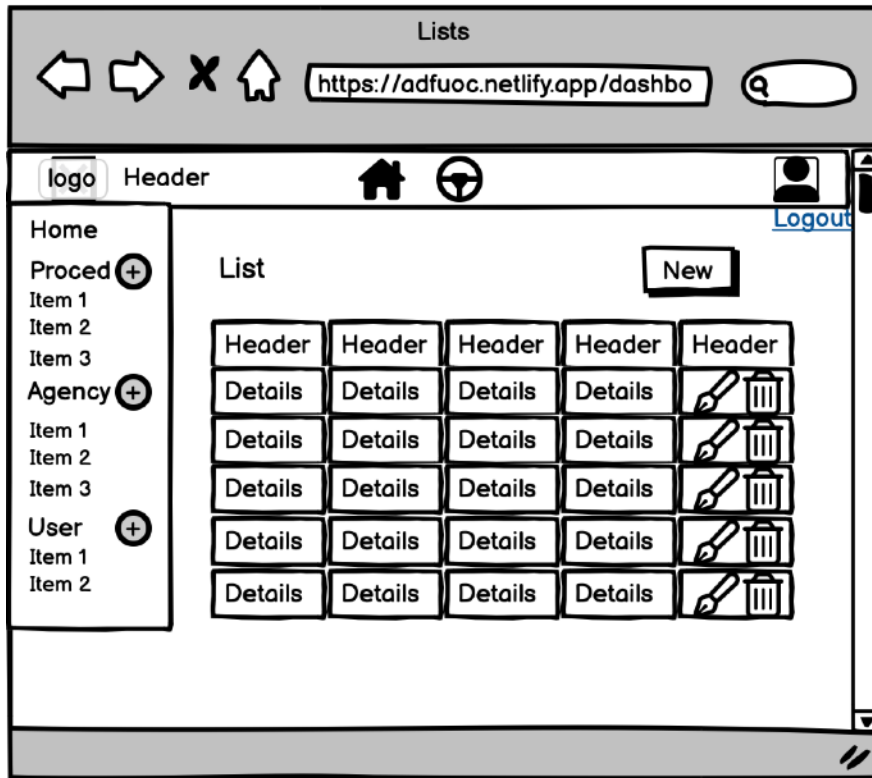 Lists
https://adfuoc.netlify.app/dashbo
logo Header
Logout
Home
Proced
Item 1
Item 2
Item 3
Agency
Item 1
Item 2
Item 3
User
Item 1
Item 2
List New
Header Header Header Header Header
Details Details Details Details
Details Details Details Details
Details Details Details Details
Details Details Details Details
Details Details Details Details